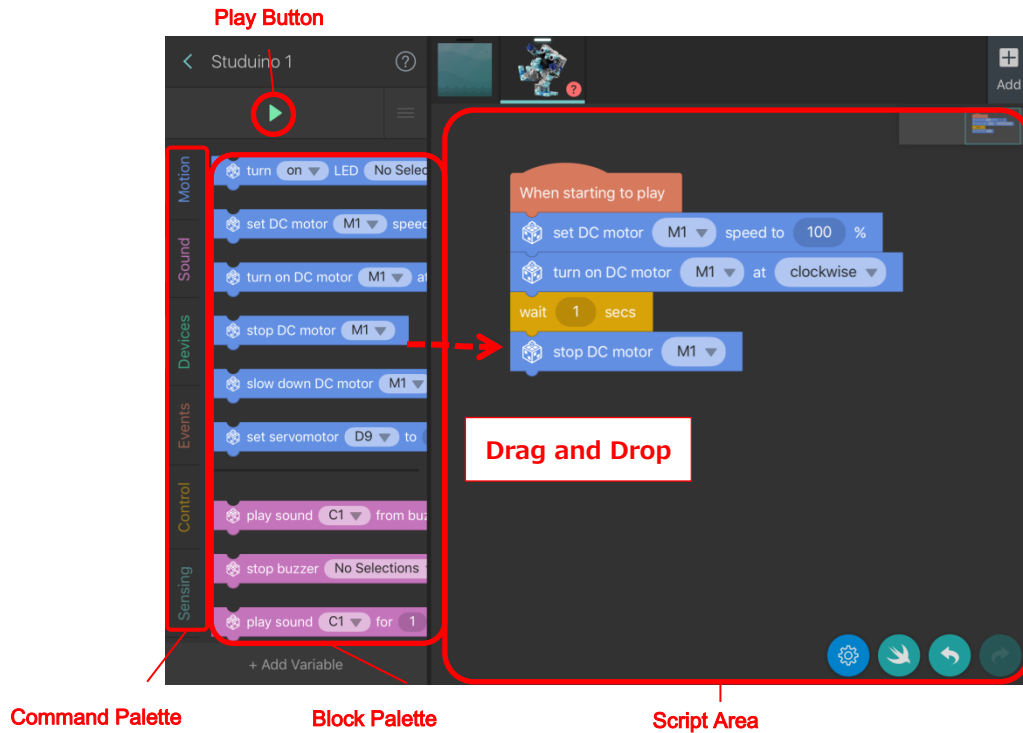 Play Button
Studuino 1
?
Add
?
Motion
Sound
Devices
Events
Control
Sensing
turn on LED No Selec
set DC motor M1 speed
turn on DC motor M1 at
stop DC motor M1
slow down DC motor M1
set servomotor D9 to
play sound C1 from buz
stop buzzer No Selections
play sound C1 for 1
+ Add Variable
When starting to play
set DC motor M1 speed to 100 %
turn on DC motor M1 at clockwise
wait 1 secs
stop DC motor M1
Drag and Drop
Command Palette
Block Palette
Script Area